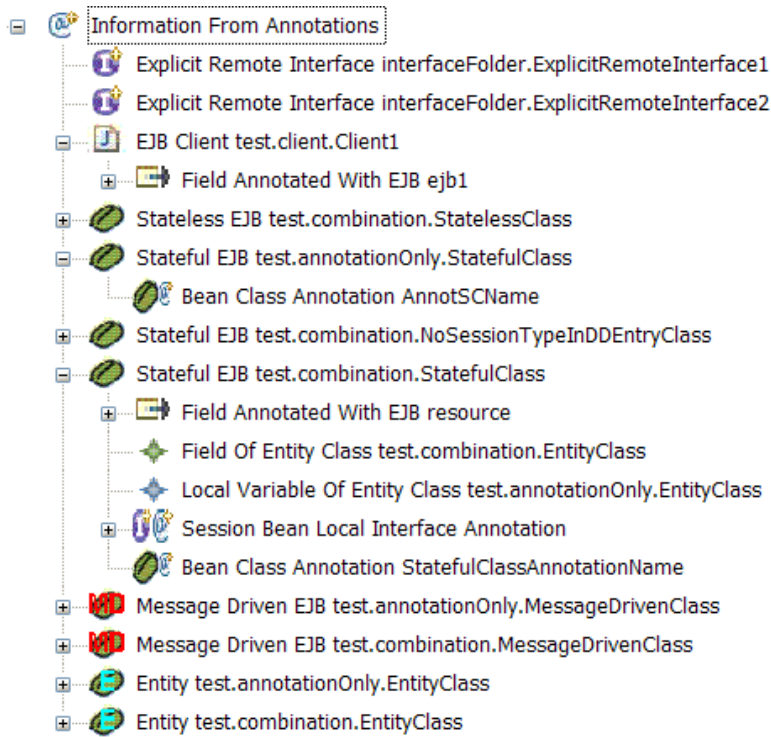 Information From Annotations
Explicit Remote Interface interfaceFolder.ExplicitRemoteInterface1
Explicit Remote Interface interfaceFolder.ExplicitRemoteInterface2
EJB Client test.client.Client1
Field Annotated With EJB ejb1
Stateless EJB test.combination.StatelessClass
Stateful EJB test.annotationOnly.StatefulClass
Bean Class Annotation AnnotSCName
Stateful EJB test.combination.NoSessionTypeInDDEntryClass
Stateful EJB test.combination.StatefulClass
Field Annotated With EJB resource
Field Of Entity Class test.combination.EntityClass
Local Variable Of Entity Class test.annotationOnly.EntityClass
Session Bean Local Interface Annotation
Bean Class Annotation StatefulClassAnnotationName
Message Driven EJB test.annotationOnly.MessageDrivenClass
Message Driven EJB test.combination.MessageDrivenClass
Entity test.annotationOnly.EntityClass
Entity test.combination.EntityClass